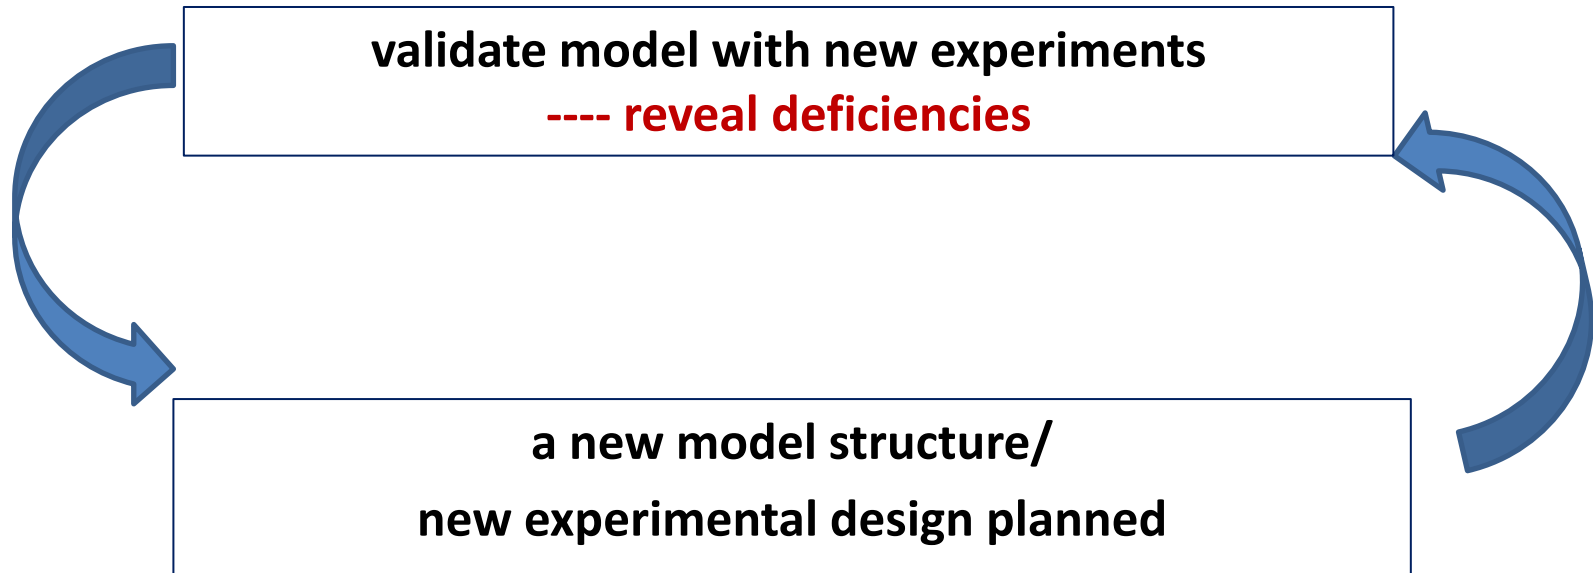 validate model with new experiments
---- reveal deficiencies
a new model structure/
new experimental design planned